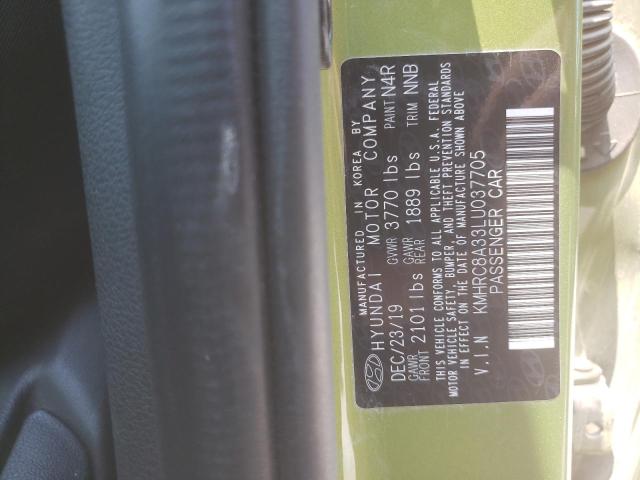 MANUFACTURED IN KOREA BY
HYUNDAI MOTOR COMPANY
DEC/23/19 GVWR 3770 lbs PAINT N4R
GAWR FRONT 2101 lbs GAWR REAR 1889 lbs TRIM NNB
THIS VEHICLE CONFORMS TO ALL APPLICABLE U.S.A. FEDERAL
MOTOR VEHICLE SAFETY, BUMPER, AND THEFT PREVENTION STANDARDS
IN EFFECT ON THE DATE OF MANUFACTURE SHOWN ABOVE
V.I.N KMHRC8A33LU037705
PASSENGER CAR